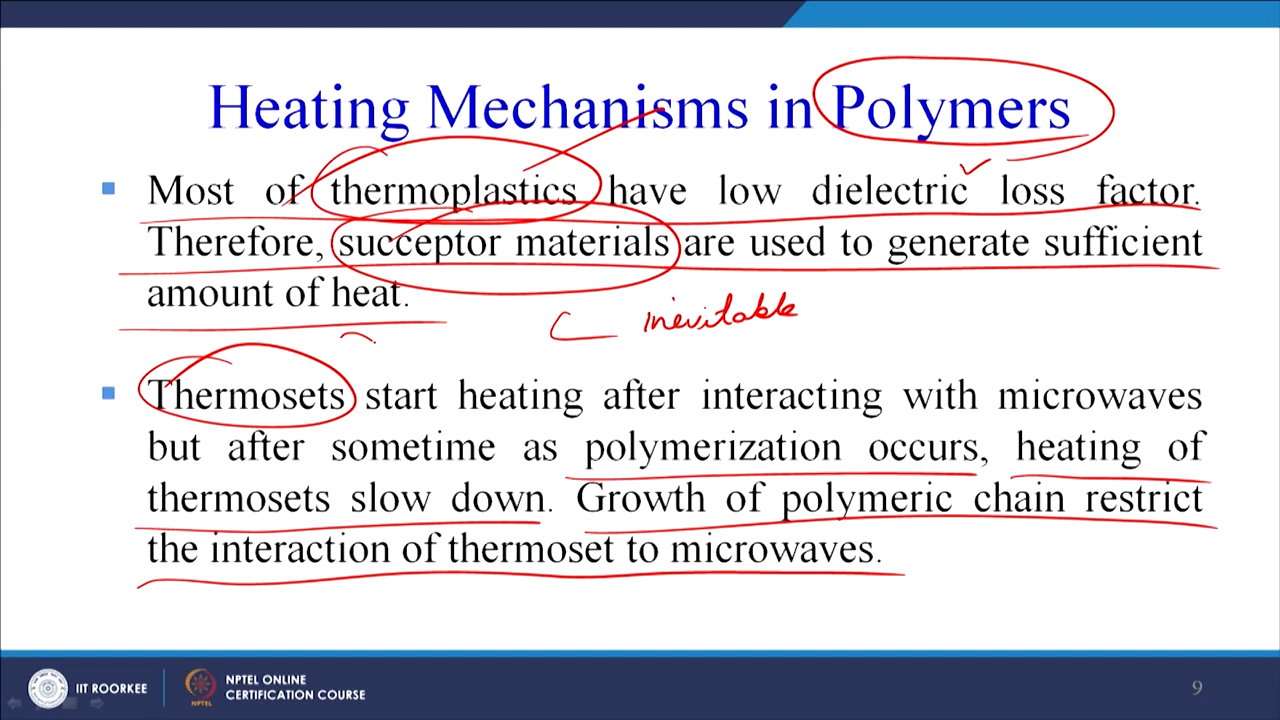 Heating Mechanisms in Polymers
Most of thermoplastics have low dielectric loss factor.
Therefore, succeptor materials are used to generate sufficient
amount of heat.
inevitable
Thermosets start heating after interacting with microwaves
but after sometime as polymerization occurs, heating of
thermosets slow down. Growth of polymeric chain restrict
the interaction of thermoset to microwaves.
IIT ROORKEE
NPTEL
NPTEL ONLINE
CERTIFICATION COURSE
9